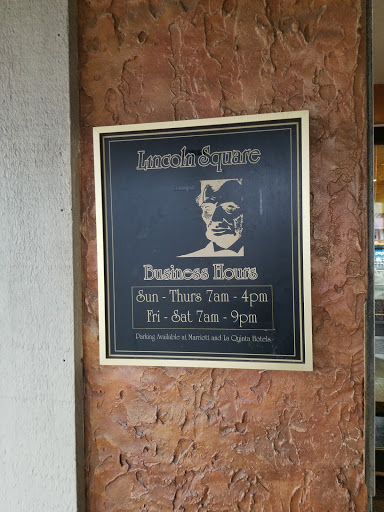 Lincoln Square
Business Hours
Sun - Thurs 7am - 4pm
Fri - Sat 7am - 9pm
Parking Available at Marriott and La Quinta Hotels